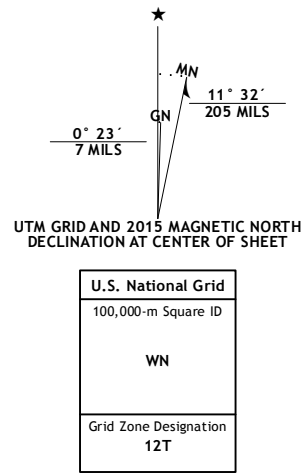 MN
GN
11° 32´
205 MILS
0° 23´
7 MILS
UTM GRID AND 2015 MAGNETIC NORTH
DECLINATION AT CENTER OF SHEET
U.S. National Grid
100,000-m Square ID
WN
Grid Zone Designation
12T